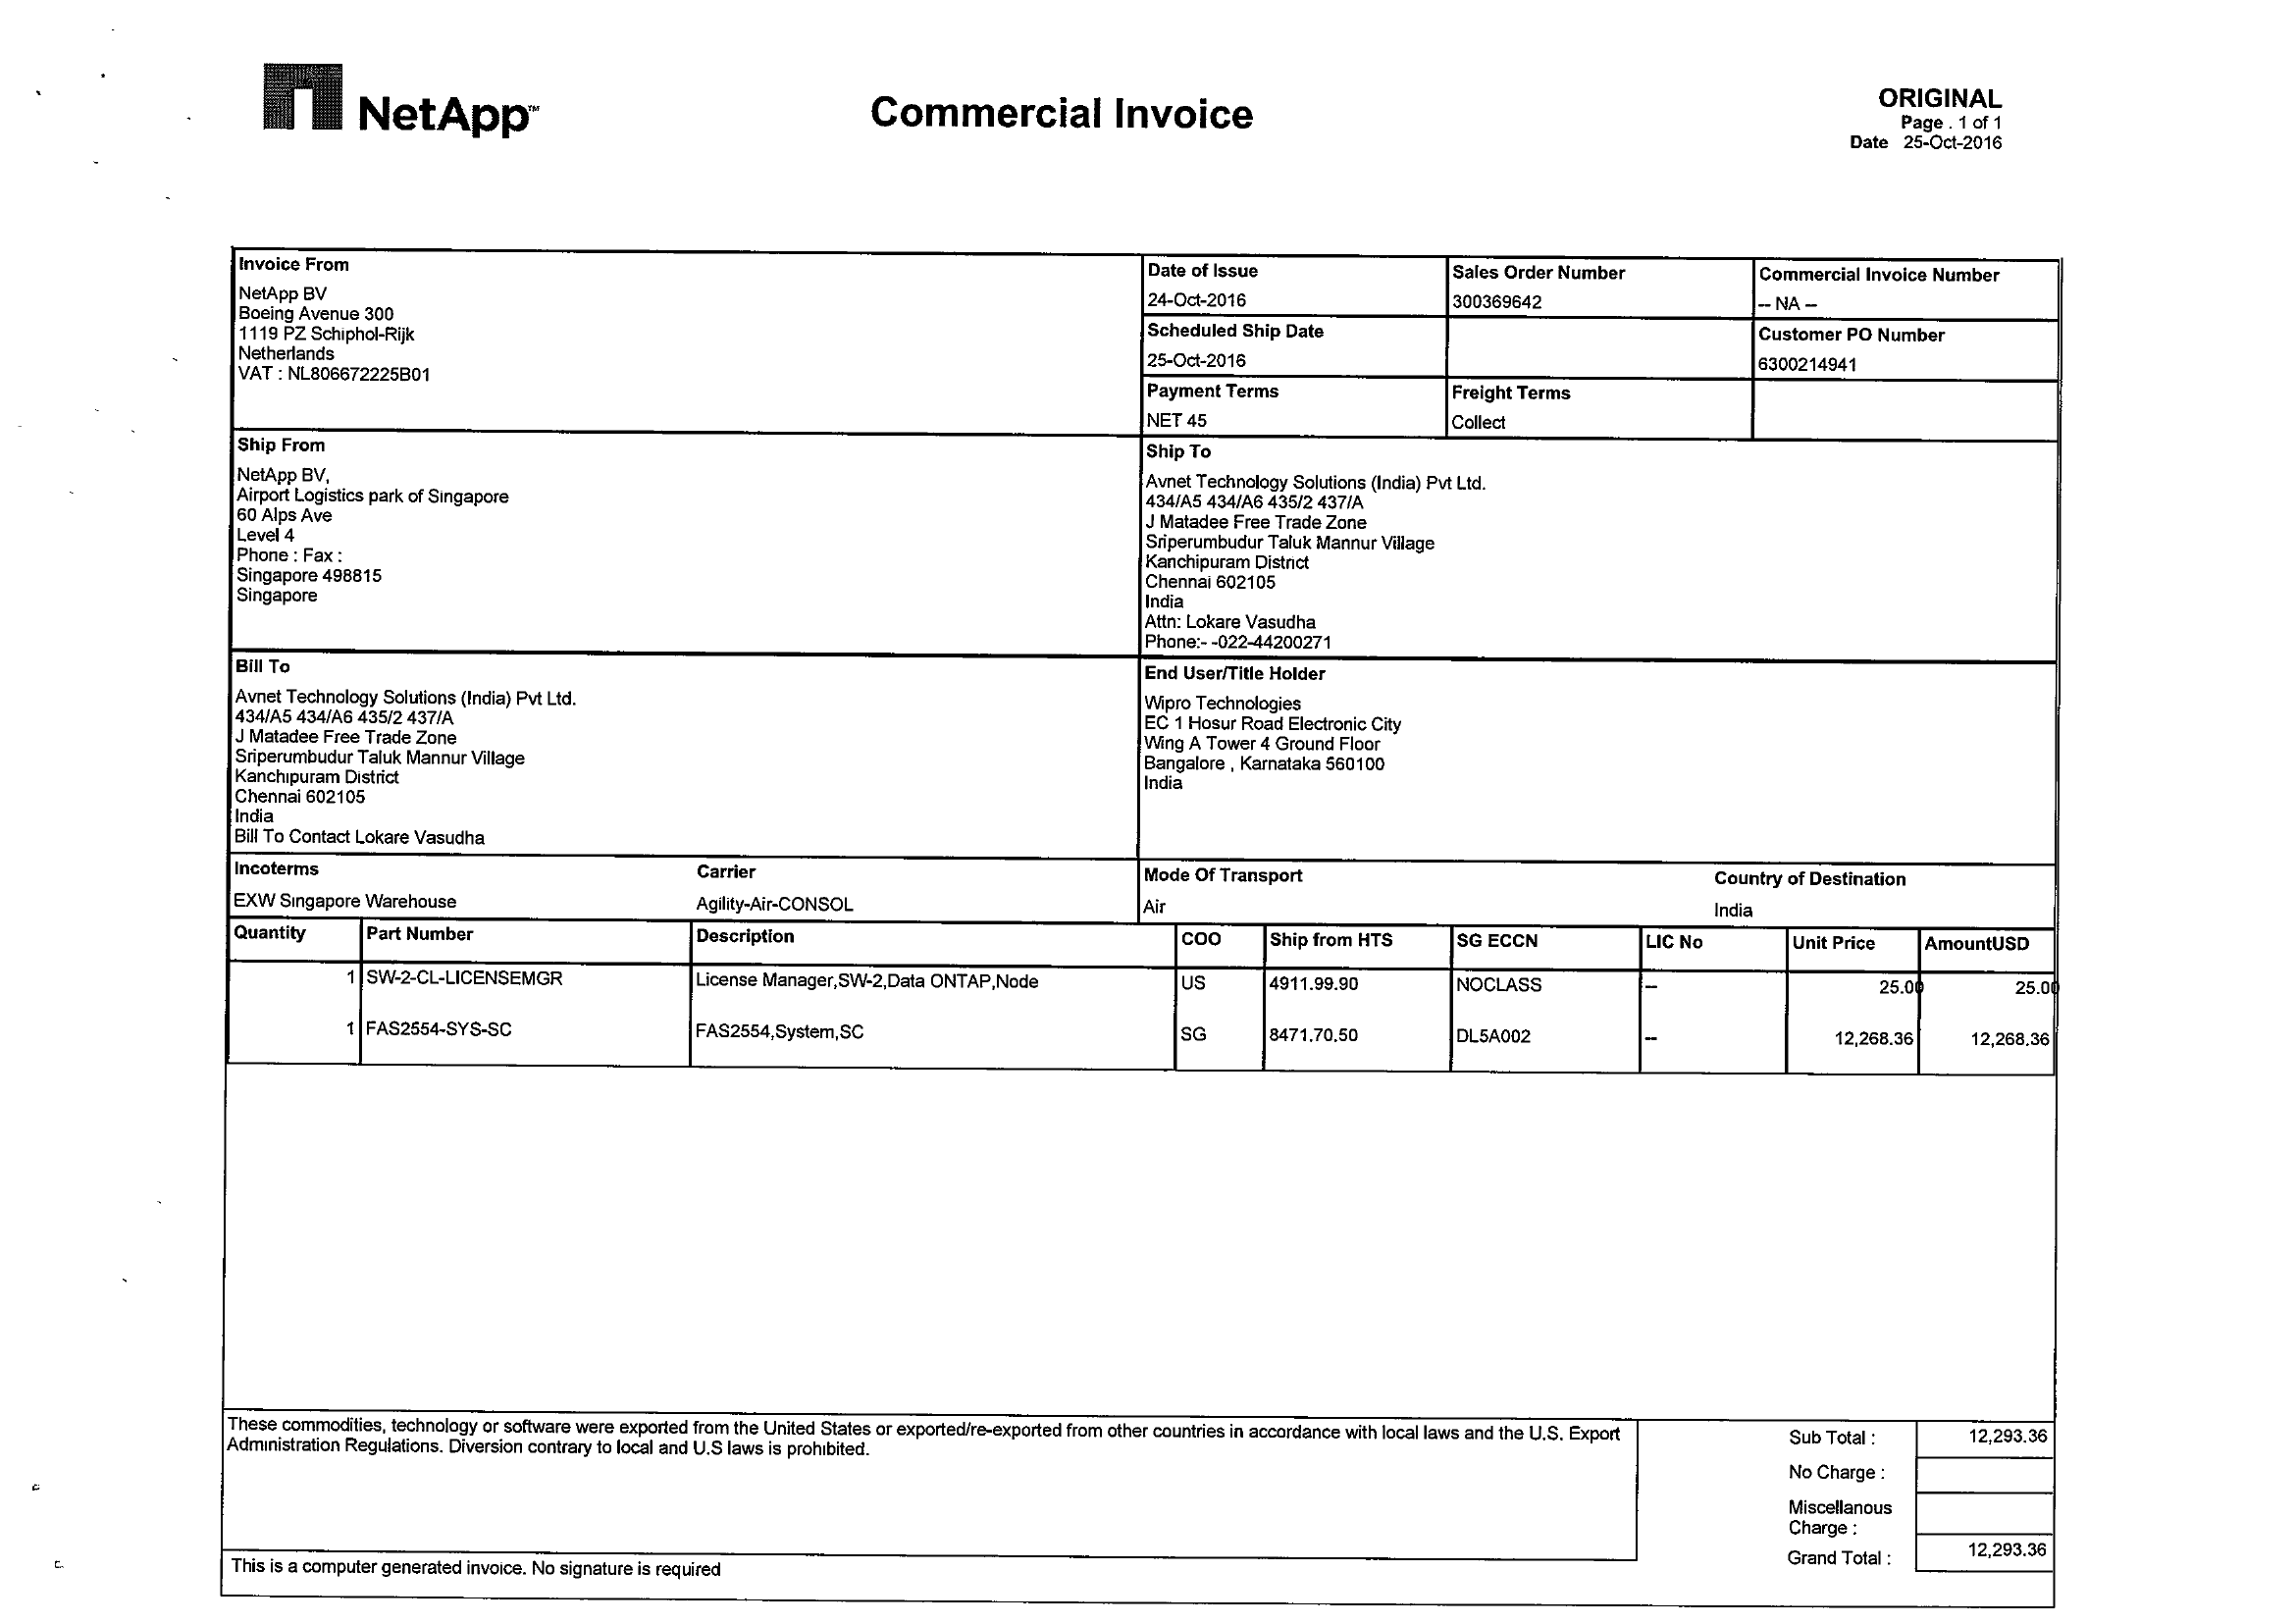 NetApp™
Commercial Invoice
ORIGINAL
Page . 1 of 1
Date 25-Oct-2016
Invoice From
NetApp BV
Boeing Avenue 300
1119 PZ Schiphol-Rijk
Netherlands
VAT : NL806672225B01
Date of Issue
24-Oct-2016
Sales Order Number
300369642
Commercial Invoice Number
-- NA --
Scheduled Ship Date
25-Oct-2016
Customer PO Number
6300214941
Payment Terms
NET 45
Freight Terms
Collect
Ship From
NetApp BV,
Airport Logistics park of Singapore
60 Alps Ave
Level 4
Phone : Fax :
Singapore 498815
Singapore
Ship To
Avnet Technology Solutions (India) Pvt Ltd.
434/A5 434/A6 435/2 437/A
J Matadee Free Trade Zone
Sriperumbudur Taluk Mannur Village
Kanchipuram District
Chennai 602105
India
Attn: Lokare Vasudha
Phone:- -022-44200271
Bill To
Avnet Technology Solutions (India) Pvt Ltd.
434/A5 434/A6 435/2 437/A
J Matadee Free Trade Zone
Sriperumbudur Taluk Mannur Village
Kanchipuram District
Chennai 602105
India
Bill To Contact Lokare Vasudha
End User/Title Holder
Wipro Technologies
EC 1 Hosur Road Electronic City
Wing A Tower 4 Ground Floor
Bangalore , Karnataka 560100
India
Incoterms
EXW Singapore Warehouse
Carrier
Agility-Air-CONSOL
Mode Of Transport
Air
Country of Destination
India
Quantity Part Number Description COO Ship from HTS SG ECCN LIC No Unit Price AmountUSD
1 SW-2-CL-LICENSEMGR License Manager,SW-2,Data ONTAP,Node US 4911.99.90 NOCLASS -- 25.00 25.00
1 FAS2554-SYS-SC FAS2554,System,SC SG 8471.70.50 DL5A002 -- 12,268.36 12,268.36
These commodities, technology or software were exported from the United States or exported/re-exported from other countries in accordance with local laws and the U.S. Export
Administration Regulations. Diversion contrary to local and U.S laws is prohibited.
Sub Total : 12,293.36
No Charge :
Miscellanous
Charge :
Grand Total : 12,293.36
This is a computer generated invoice. No signature is required